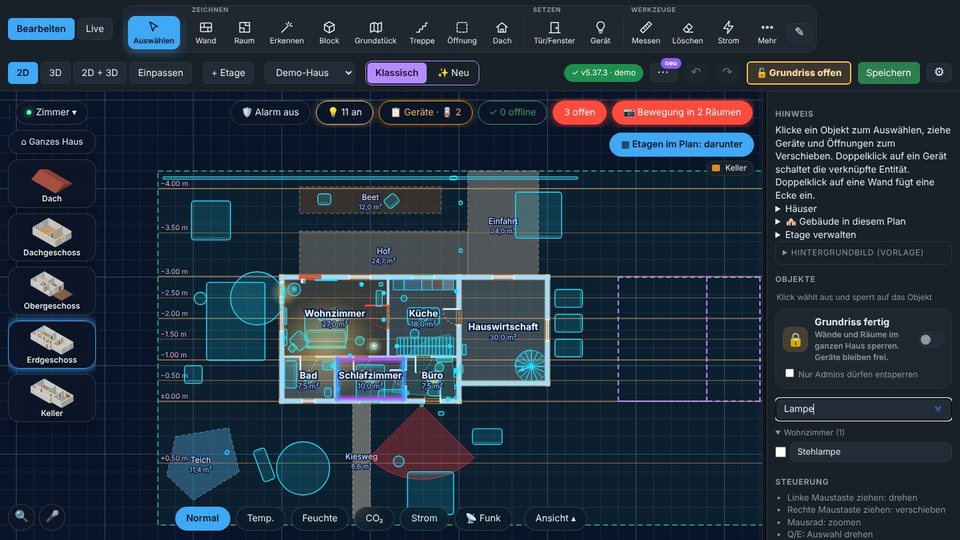 ZEICHNEN
SETZEN
WERKZEUGE
Bearbeiten
Live
Auswählen
Wand
Raum
Erkennen
Block
Grundstück
Treppe
Öffnung
Dach
Tür/Fenster
Gerät
Messen
Löschen
Strom
Mehr
2D
3D
2D + 3D
Einpassen
+ Etage
Demo-Haus
Klassisch
✨ Neu
✓ v5.37.3 · demo
neu
Grundriss offen
Speichern
Zimmer ▾
Alarm aus
11 an
Geräte · 2
✓ 0 offline
3 offen
Bewegung in 2 Räumen
Etagen im Plan: darunter
Keller
⌂ Ganzes Haus
Dach
Dachgeschoss
Obergeschoss
Erdgeschoss
Keller
−4.00 m
−3.50 m
−3.00 m
−2.50 m
−2.00 m
−1.50 m
−1.00 m
−0.50 m
±0.00 m
+0.50 m
Beet
12,0 m²
Einfahrt
24,0 m²
Hof
24,7 m²
Wohnzimmer
27,0 m²
Küche
18,0 m²
Hauswirtschaft
30,0 m²
Bad
7,5 m²
Schlafzimmer
10,0 m²
Büro
7,5 m²
Teich
11,4 m²
Kiesweg
6,6 m²
Normal
Temp.
Feuchte
CO₂
Strom
Funk
Ansicht ▴
HINWEIS
Klicke ein Objekt zum Auswählen, ziehe
Geräte und Öffnungen zum
Verschieben. Doppelklick auf ein Gerät
schaltet die verknüpfte Entität.
Doppelklick auf eine Wand fügt eine
Ecke ein.
▶ Häuser
▶ Gebäude in diesem Plan
▶ Etage verwalten
▶ HINTERGRUNDBILD (VORLAGE)
OBJEKTE
Klick wählt aus und sperrt auf das Objekt
Grundriss fertig
Wände und Räume im
ganzen Haus sperren.
Geräte bleiben frei.
Nur Admins dürfen entsperren
Lampe
▼ Wohnzimmer (1)
Stehlampe
STEUERUNG
• Linke Maustaste ziehen: drehen
• Rechte Maustaste ziehen: verschieben
• Mausrad: zoomen
• Q/E: Auswahl drehen